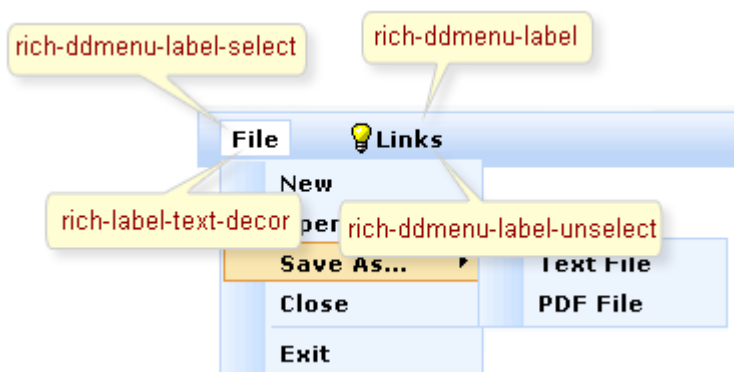 rich-ddmenu-label-select
rich-ddmenu-label
File
Links
New
rich-label-text-decor
rich-ddmenu-label-unselect
Save As...
Text File
Close
PDF File
Exit